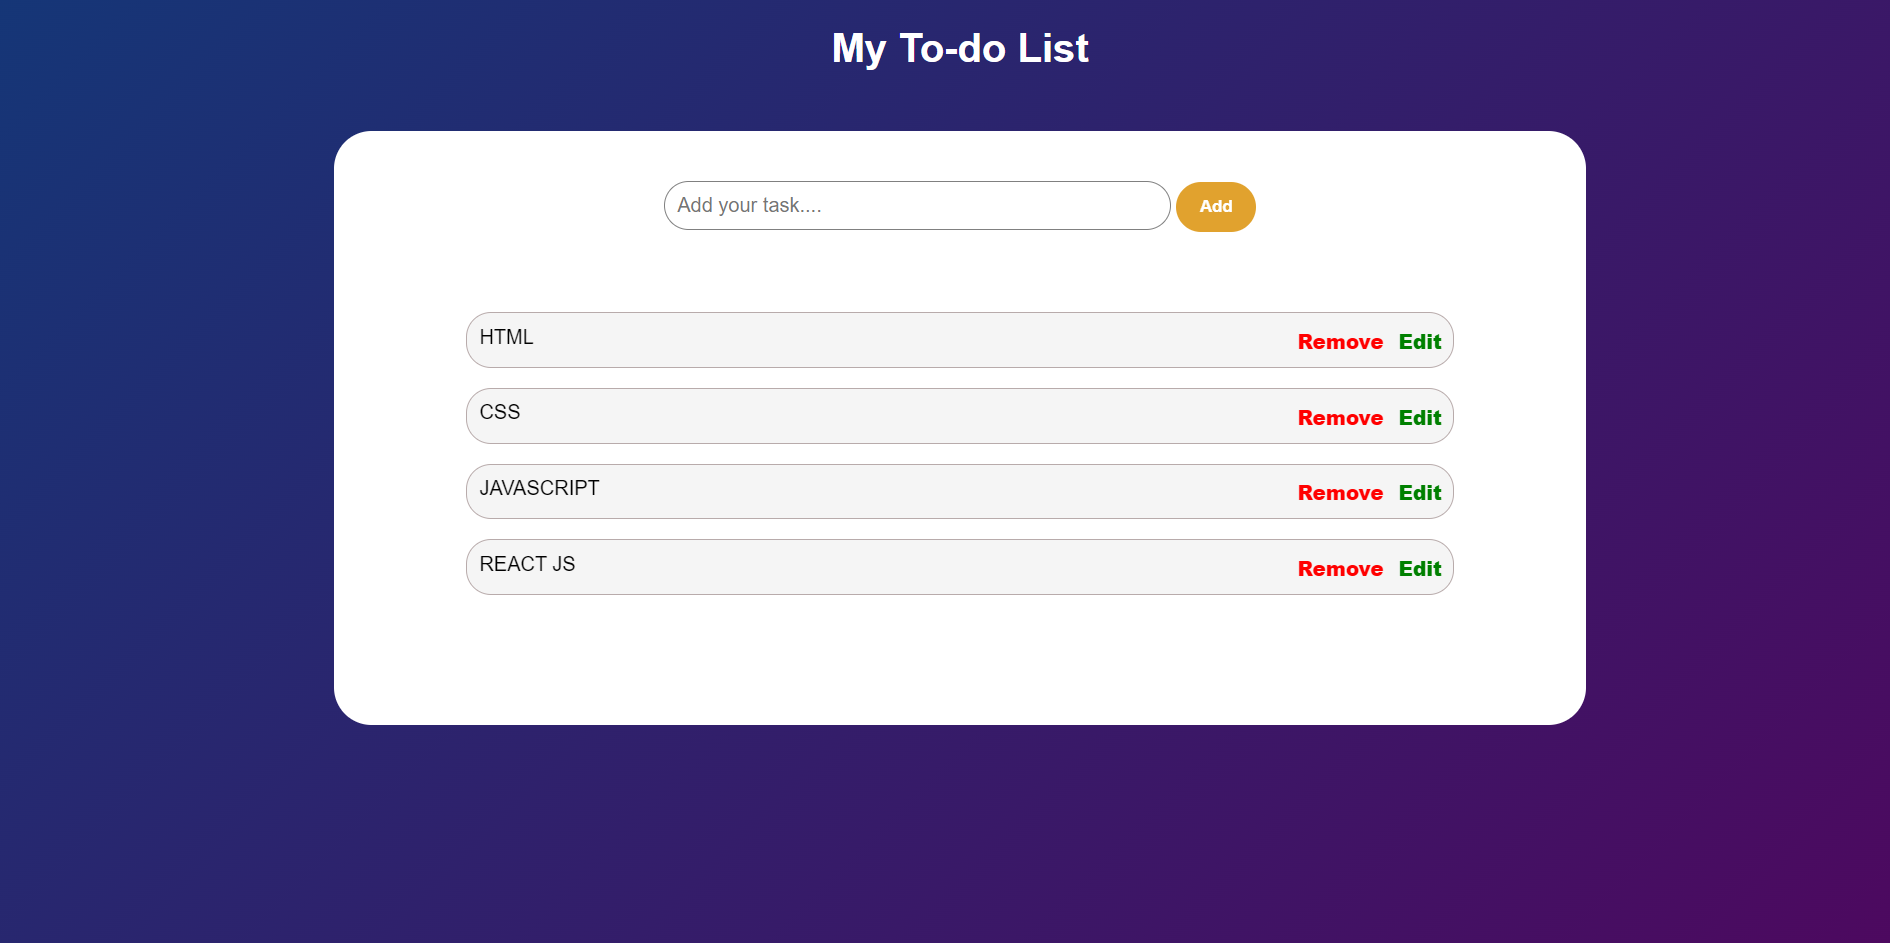 My To-do List
Add your task.... Add
HTML Remove Edit
CSS Remove Edit
JAVASCRIPT Remove Edit
REACT JS Remove Edit